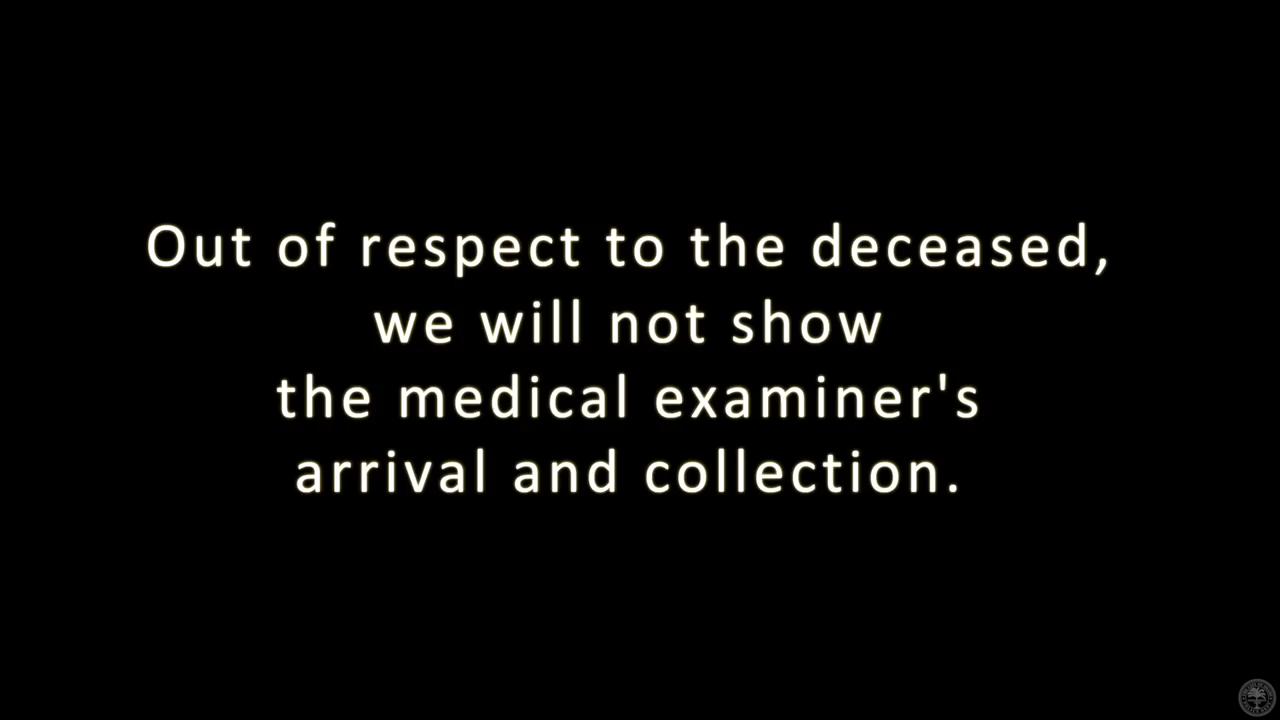 Out of respect to the deceased,
we will not show
the medical examiner's
arrival and collection.